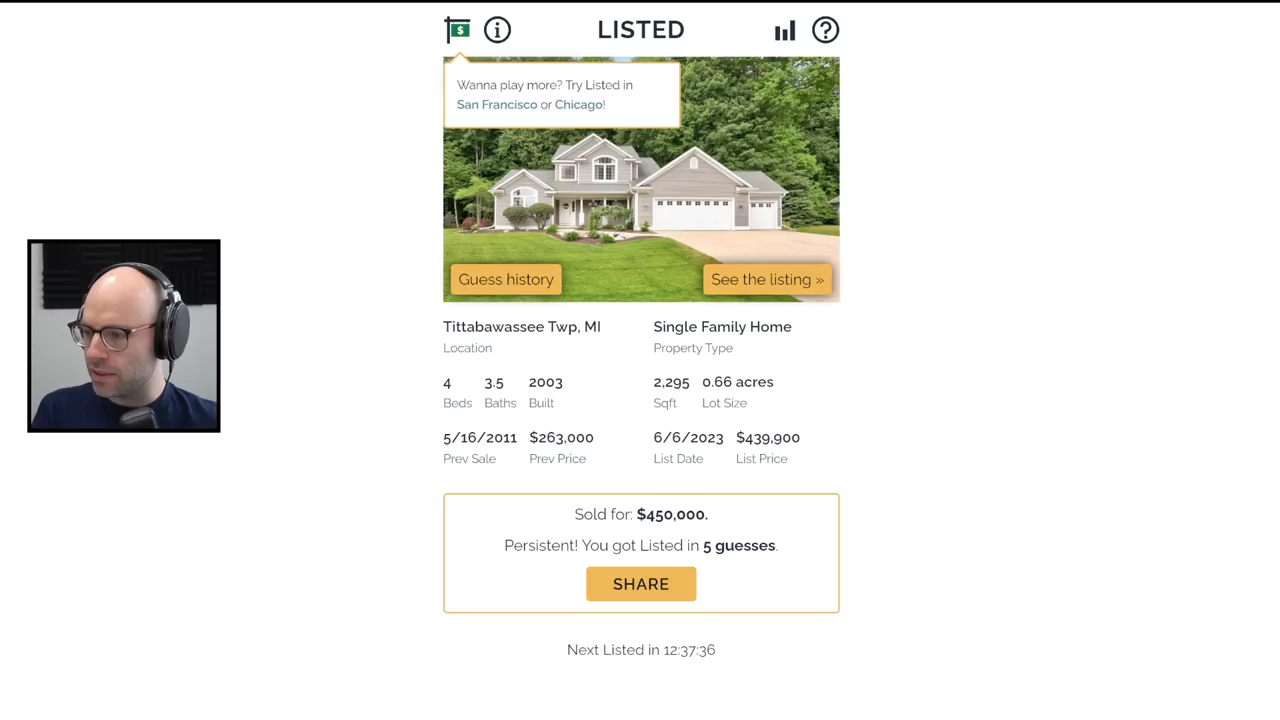 LISTED
Wanna play more? Try Listed in
San Francisco or Chicago!
Guess history
See the listing »
Tittabawassee Twp, MI
Location
Single Family Home
Property Type
4
Beds
3.5
Baths
2003
Built
2,295
Sqft
0.66 acres
Lot Size
5/16/2011
Prev Sale
$263,000
Prev Price
6/6/2023
List Date
$439,900
List Price
Sold for: $450,000.
Persistent! You got Listed in 5 guesses.
SHARE
Next Listed in 12:37:36